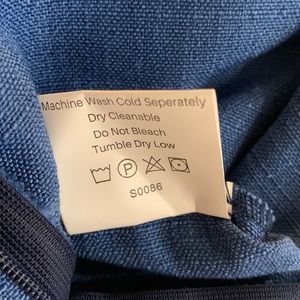 Machine Wash Cold Seperately
Dry Cleanable
Do Not Bleach
Tumble Dry Low
P
S0086